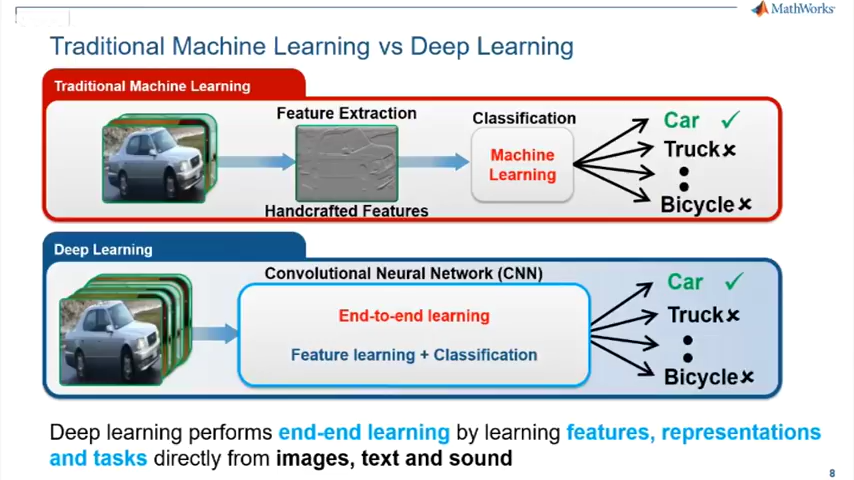 MathWorks
Traditional Machine Learning vs Deep Learning
Traditional Machine Learning
Feature Extraction
Handcrafted Features
Classification
Machine
Learning
Car ✓
Truck ✗
Bicycle ✗
Deep Learning
Convolutional Neural Network (CNN)
End-to-end learning
Feature learning + Classification
Car ✓
Truck ✗
Bicycle ✗
Deep learning performs end-end learning by learning features, representations
and tasks directly from images, text and sound
8